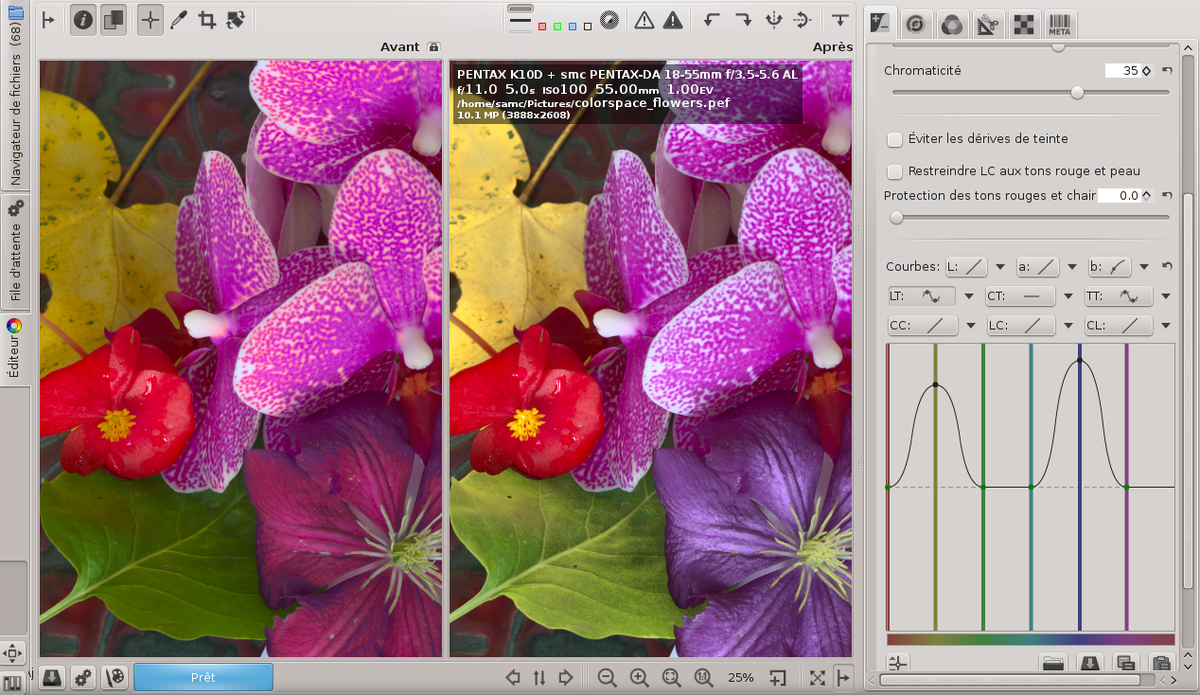 Navigateur de fichiers (68)
File d'attente
Éditeur
Avant
Après
PENTAX K10D + smc PENTAX-DA 18-55mm f/3.5-5.6 AL
f/11.0 5.0s ISO100 55.00mm 1.00EV
/home/samc/Pictures/colorspace_flowers.pef
10.1 MP (3888x2608)
META
Chromaticité 35
Éviter les dérives de teinte
Restreindre LC aux tons rouge et peau
Protection des tons rouges et chair 0.0
Courbes: L: a: b:
LT: CT: TT:
CC: LC: CL:
Prêt
25%
1:1